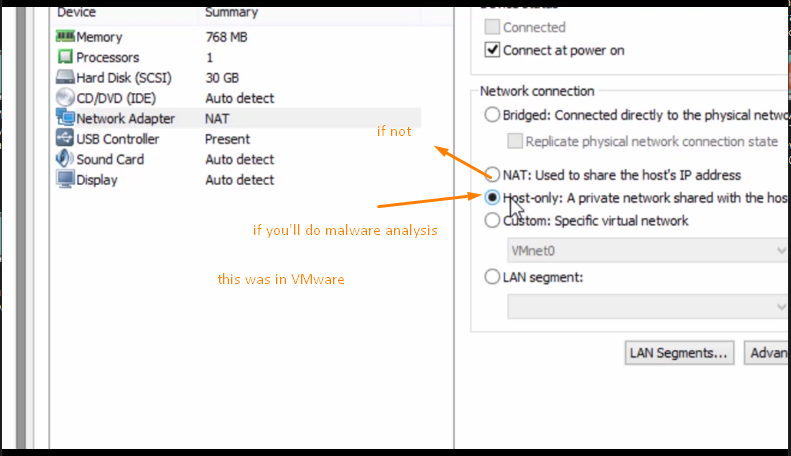 Device Summary
Memory 768 MB
Processors 1
Hard Disk (SCSI) 30 GB
CD/DVD (IDE) Auto detect
Network Adapter NAT
USB Controller Present
Sound Card Auto detect
Display Auto detect
if not
if you'll do malware analysis
this was in VMware
Connected
Connect at power on
Network connection
Bridged: Connected directly to the physical
Replicate physical network connection state
NAT: Used to share the host's IP address
Host-only: A private network shared with the
Custom: Specific virtual network
VMnet0
LAN segment:
LAN Segments...